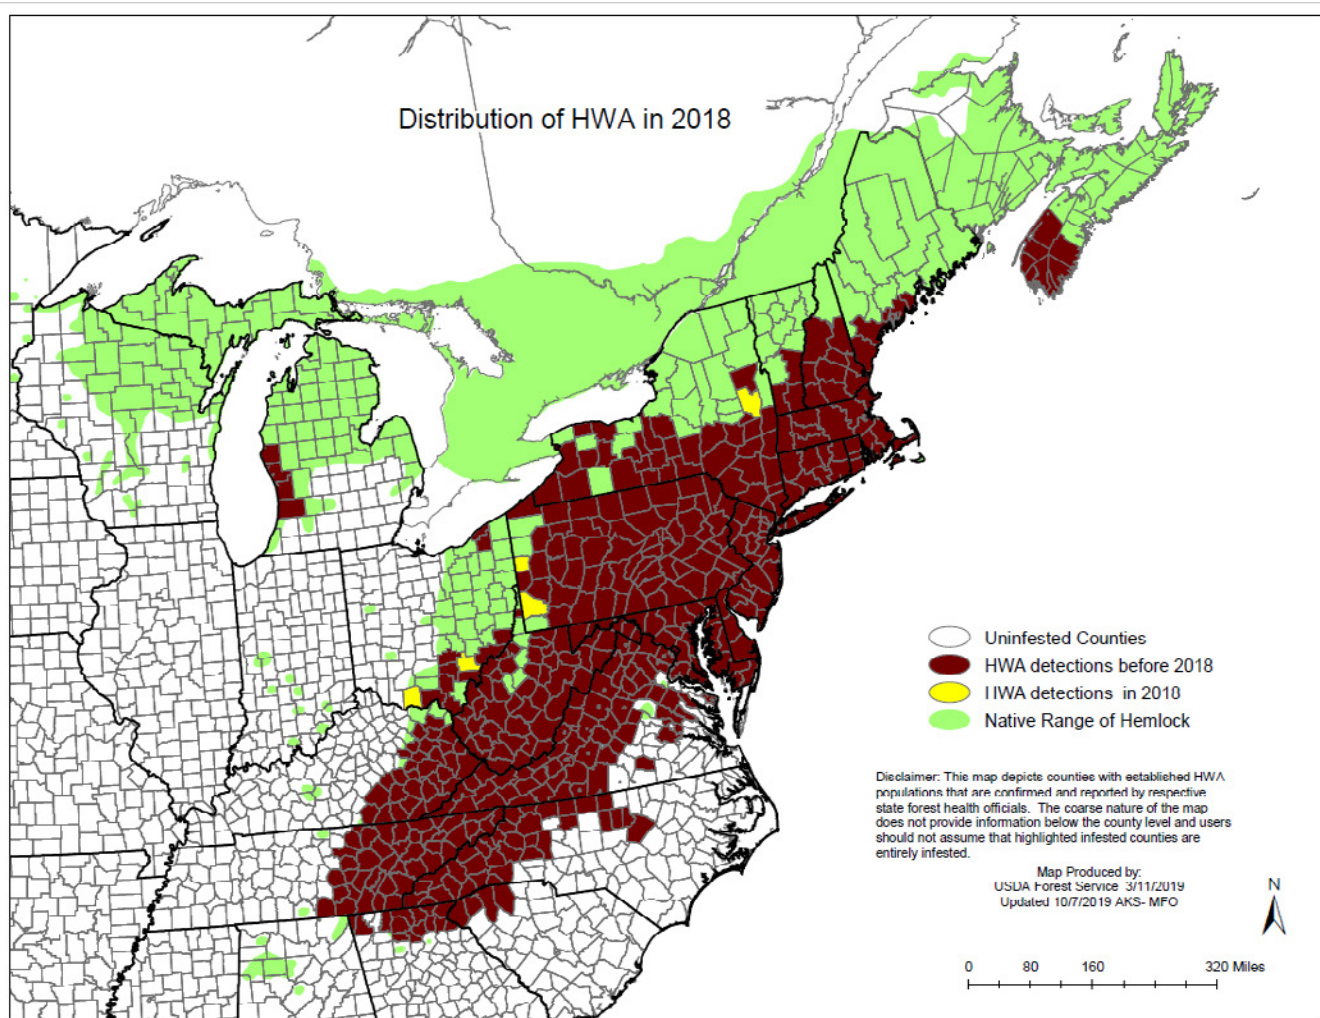 Distribution of HWA in 2018
Uninfested Counties
HWA detections before 2018
HWA detections in 2018
Native Range of Hemlock
Disclaimer: This map depicts counties with established HWA
populations that are confirmed and reported by respective
state forest health officials. The coarse nature of the map
does not provide information below the county level and users
should not assume that highlighted infested counties are
entirely infested.
Map Produced by:
USDA Forest Service 3/11/2019
Updated 10/7/2019 AKS- MFO
N
0 80 160 320 Miles